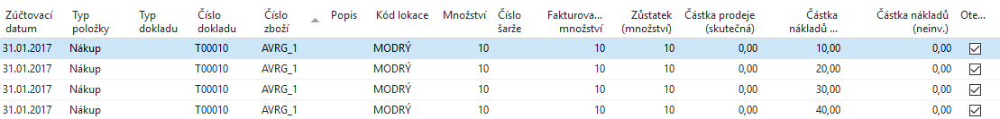 Zúčtovací datum Typ položky Typ dokladu Číslo dokladu Číslo zboží Popis Kód lokace Množství Číslo šarže Fakturova... množství Zůstatek (množství) Částka prodeje (skutečná) Částka nákladů ... Částka nákladů (neinv.) Ote...
31.01.2017 Nákup T00010 AVRG_1 MODRÝ 10 10 10 0,00 10,00 0,00
31.01.2017 Nákup T00010 AVRG_1 MODRÝ 10 10 10 0,00 20,00 0,00
31.01.2017 Nákup T00010 AVRG_1 MODRÝ 10 10 10 0,00 30,00 0,00
31.01.2017 Nákup T00010 AVRG_1 MODRÝ 10 10 10 0,00 40,00 0,00